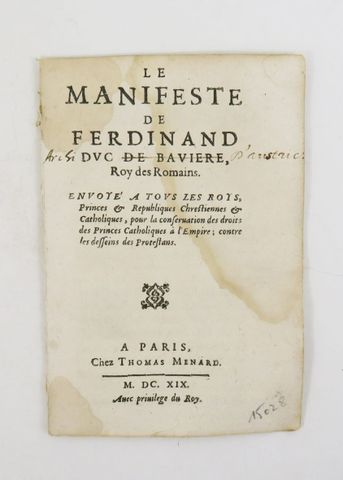 LE
MANIFESTE
DE
FERDINAND
Archi DVC DE BAVIERE, D'austric
Roy des Romains.
ENVOYÉ A TOVS LES ROYS,
Princes & Republiques Chrestiennes &
Catholiques, pour la conseruation des droits
des Princes Catholiques à l'Empire; contre
les desseins des Protestans.
A PARIS,
Chez THOMAS MENARD.
M. DC. XIX.
Auec priuilege du Roy.
15028